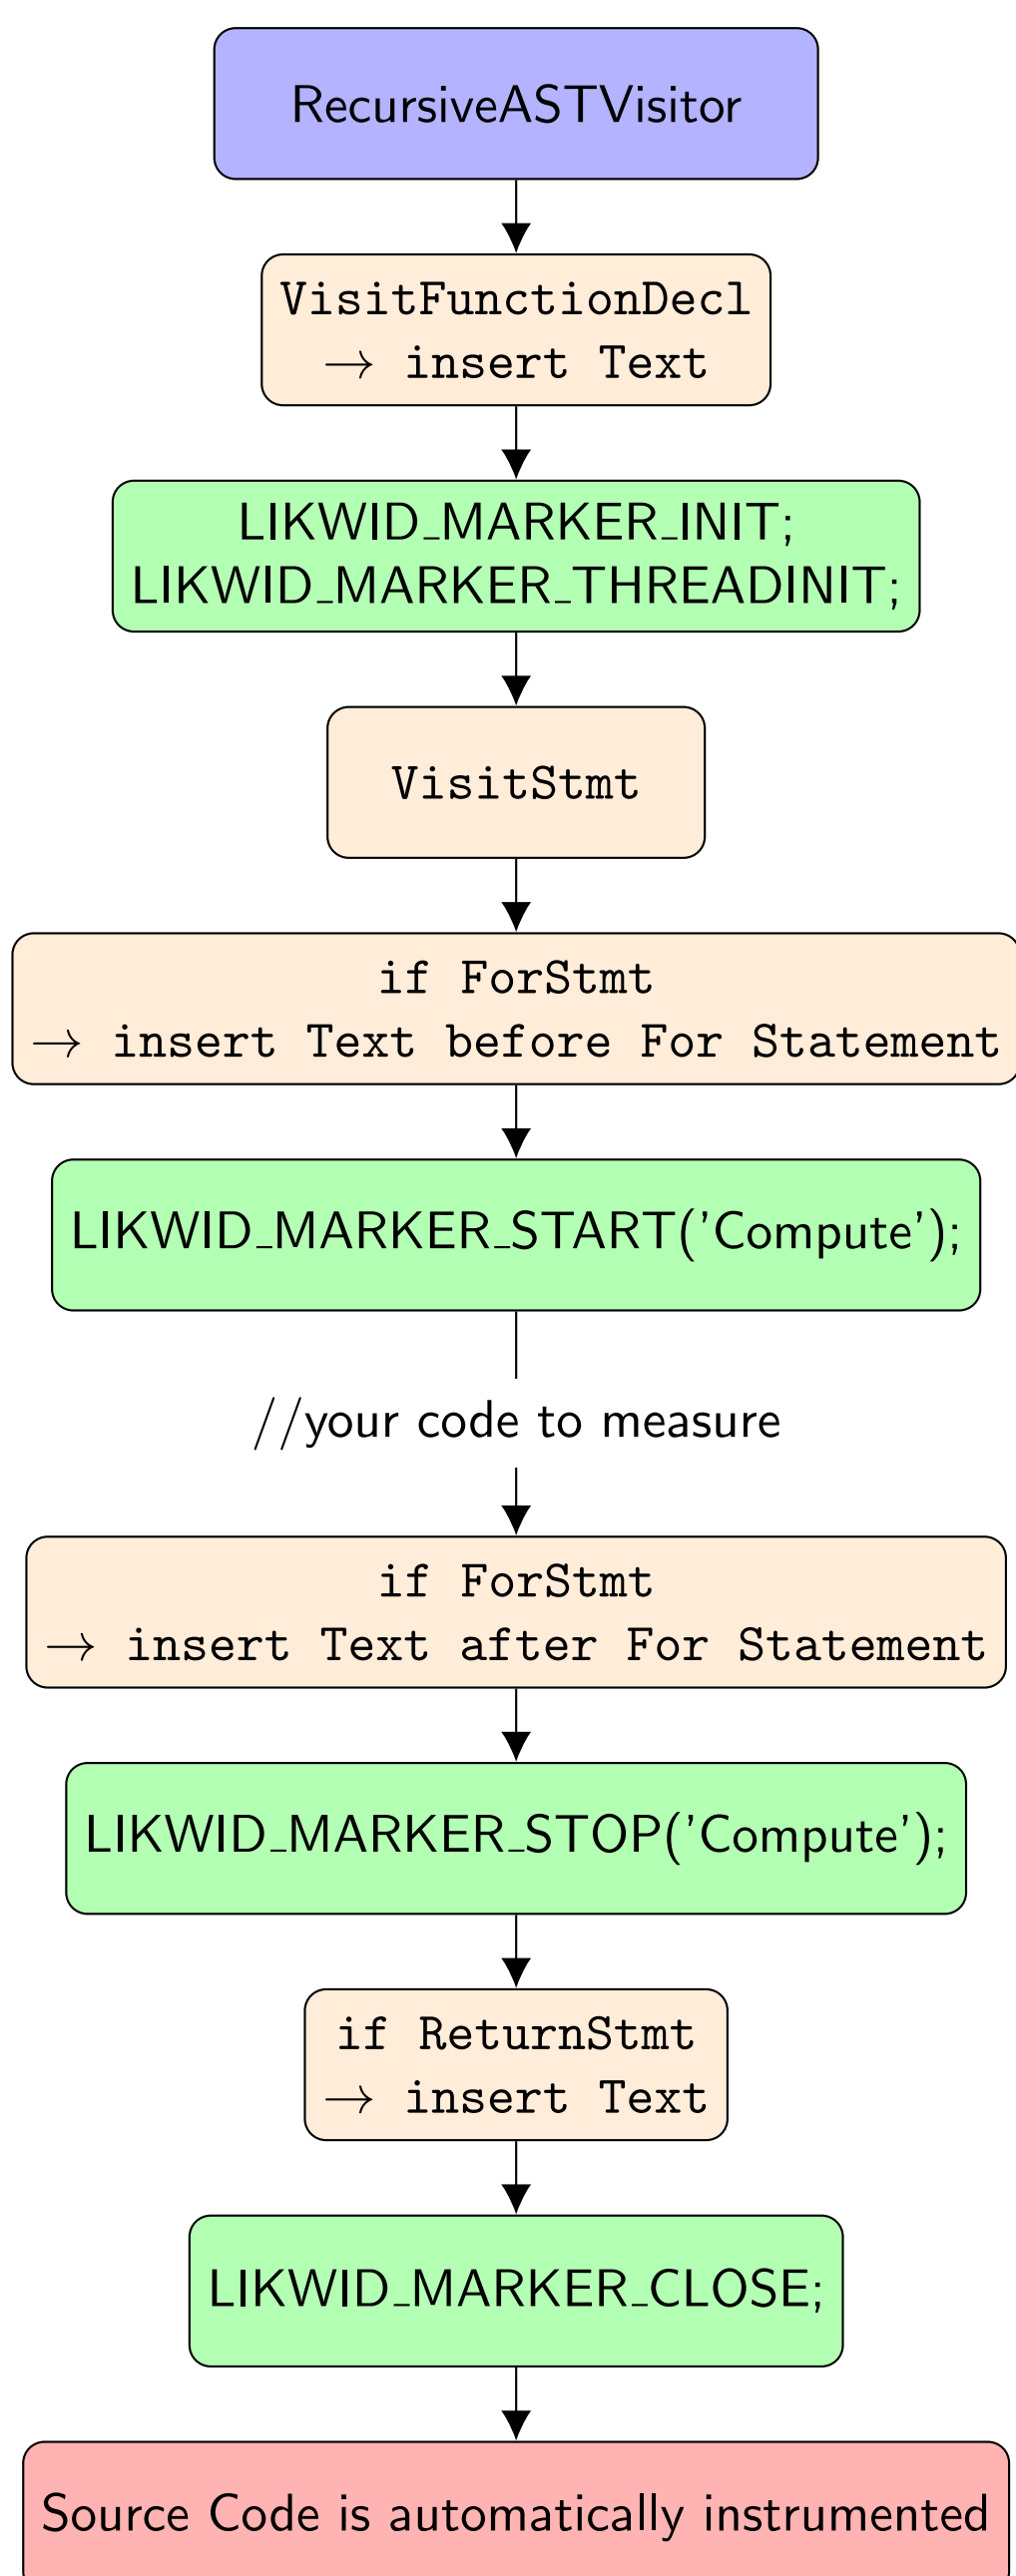 RecursiveASTVisitor
VisitFunctionDecl
→ insert Text
LIKWID_MARKER_INIT;
LIKWID_MARKER_THREADINIT;
VisitStmt
if ForStmt
→ insert Text before For Statement
LIKWID_MARKER_START('Compute');
//your code to measure
if ForStmt
→ insert Text after For Statement
LIKWID_MARKER_STOP('Compute');
if ReturnStmt
→ insert Text
LIKWID_MARKER_CLOSE;
Source Code is automatically instrumented